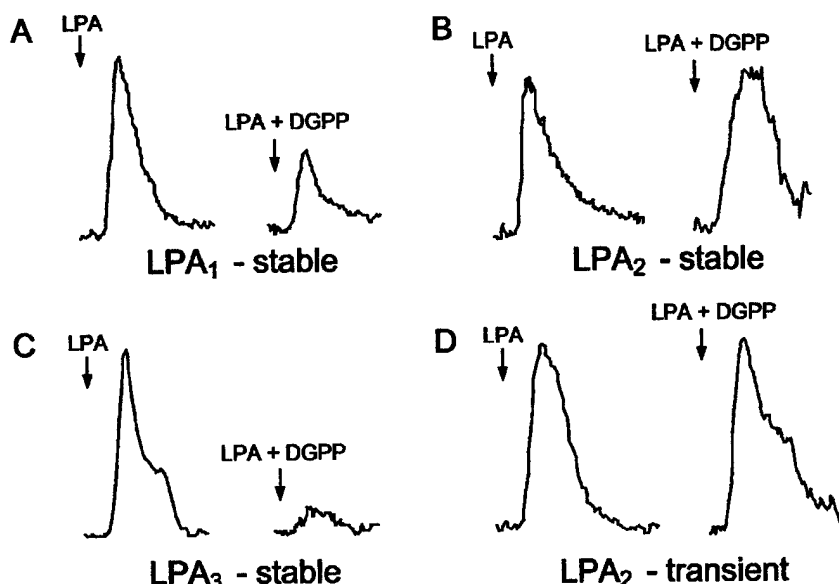 A
LPA
LPA + DGPP
LPA₁ - stable
B
LPA
LPA + DGPP
LPA₂ - stable
C
LPA
LPA + DGPP
LPA₃ - stable
D
LPA
LPA + DGPP
LPA₂ - transient